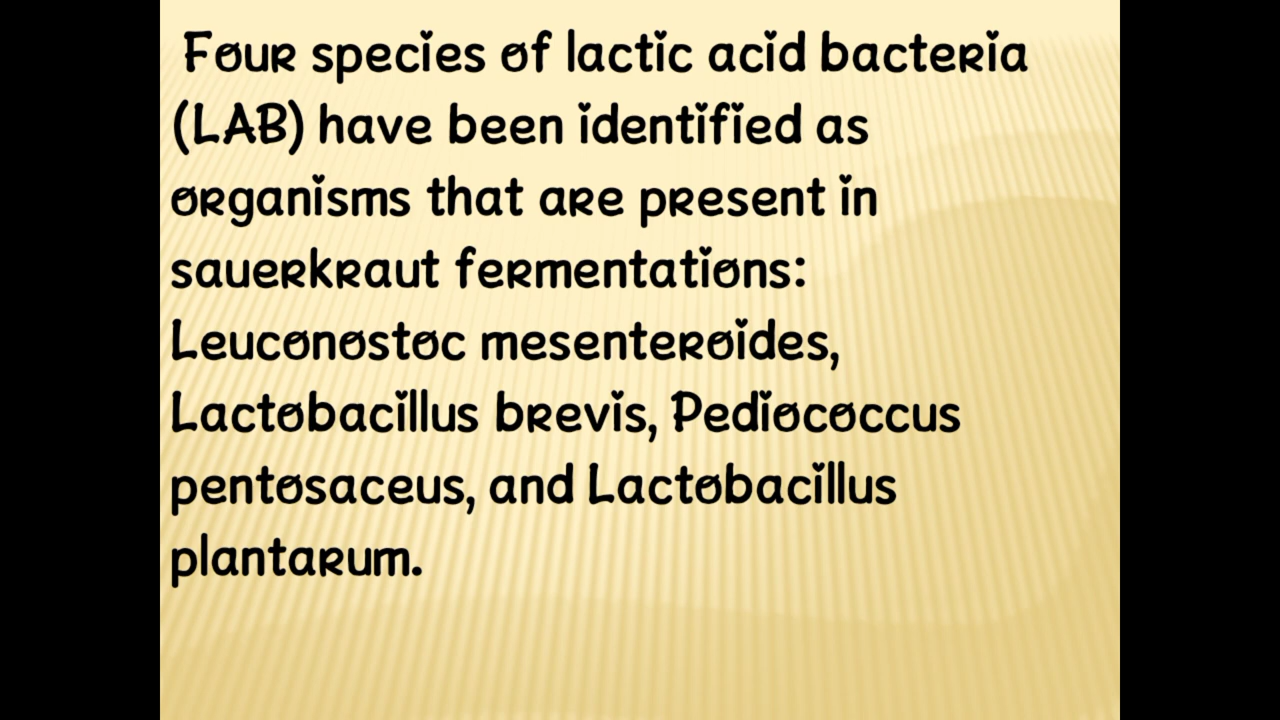 Four species of lactic acid bacteria
(LAB) have been identified as
organisms that are present in
sauerkraut fermentations:
Leuconostoc mesenteroides,
Lactobacillus brevis, Pediococcus
pentosaceus, and Lactobacillus
plantarum.